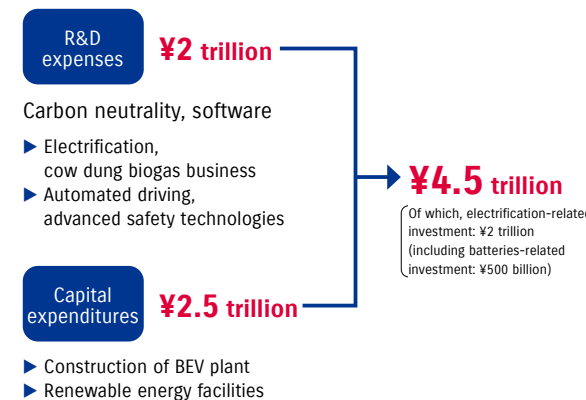 R&D
expenses
¥2 trillion
Carbon neutrality, software
▶ Electrification,
cow dung biogas business
▶ Automated driving,
advanced safety technologies
¥4.5 trillion
Of which, electrification-related
investment: ¥2 trillion
(including batteries-related
investment: ¥500 billion)
Capital
expenditures
¥2.5 trillion
▶ Construction of BEV plant
▶ Renewable energy facilities